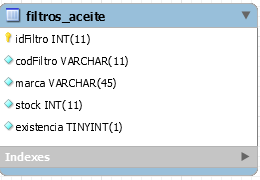 filtros_aceite
idFiltro INT(11)
codFiltro VARCHAR(11)
marca VARCHAR(45)
stock INT(11)
existencia TINYINT(1)
Indexes